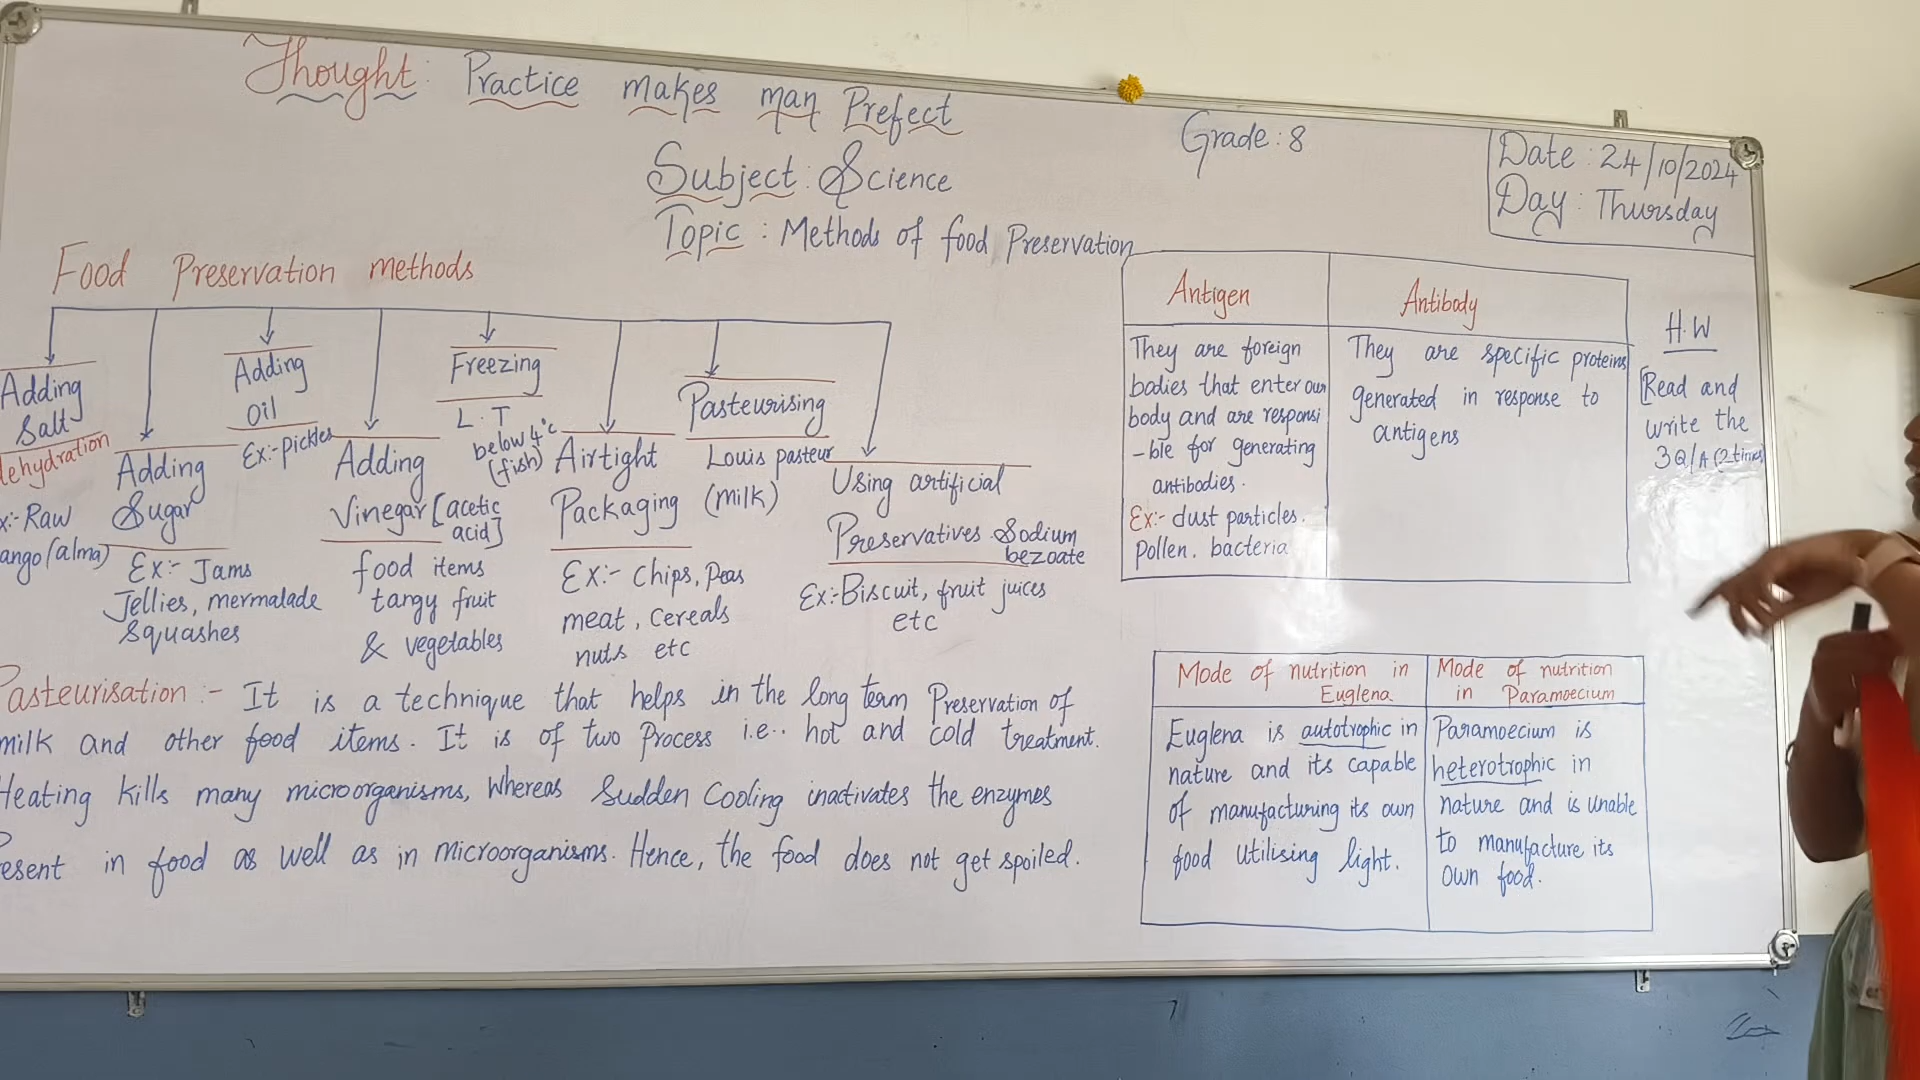 Thought: Practice makes man Prefect
Subject: Science
Topic: Methods of food Preservation
Grade: 8
Date: 24/10/2024
Day: Thursday
Food Preservation methods
Adding
Salt
dehydration
x:- Raw
ango (alma)
Adding
Sugar
Ex:- Jams
Jellies, mermalade
Squashes
Adding
Oil
Ex:- pickles
Adding
Vinegar [acetic
acid]
food items
tangy fruit
& vegetables
Freezing
L.T
below 4°c
(fish)
Airtight
Packaging
Ex:- chips, Peas
meat, cereals
nuts etc
Pasteurising
Louis pasteur
(milk)
Using artificial
Preservatives. Sodium
bezoate
Ex:- Biscuit, fruit juices
etc
Pasteurisation :- It is a technique that helps in the long term Preservation of
milk and other food items. It is of two Process i.e.. hot and cold treatment.
Heating kills many microorganisms, whereas Sudden Cooling inactivates the enzymes
esent in food as well as in microorganisms. Hence, the food does not get spoiled.
Antigen
They are foreign
bodies that enter our
body and are responsi
-ble for generating
antibodies.
Ex:- dust particles,
pollen, bacteria
Antibody
They are specific proteins
generated in response to
antigens
H.W
[Read and
write the
3 Q/A (2 times
Mode of nutrition in
Euglena
Euglena is autotrophic in
nature and its capable
of manufacturing its own
food utilising light.
Mode of nutrition
in Paramoecium
Paramoecium is
heterotrophic in
nature and is unable
to manufacture its
own food.